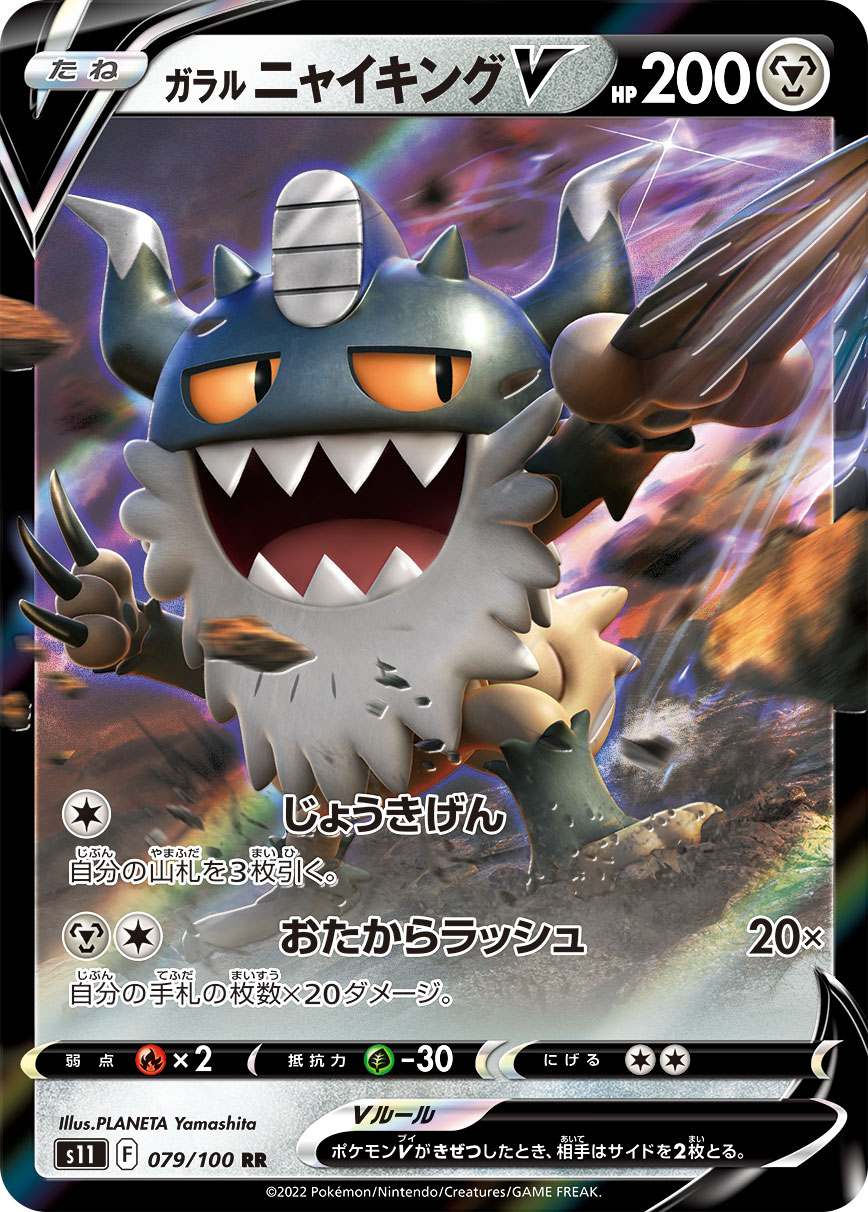 たね ガラル ニャイキングV HP 200
じょうきげん
自分の山札を3枚引く。
おたからラッシュ 20×
自分の手札の枚数×20ダメージ。
弱点 ×2 抵抗力 -30 にげる
Illus.PLANETA Yamashita
Vルール
ポケモンVがきぜつしたとき、相手はサイドを2枚とる。
s11 F 079/100 RR
©2022 Pokémon/Nintendo/Creatures/GAME FREAK.